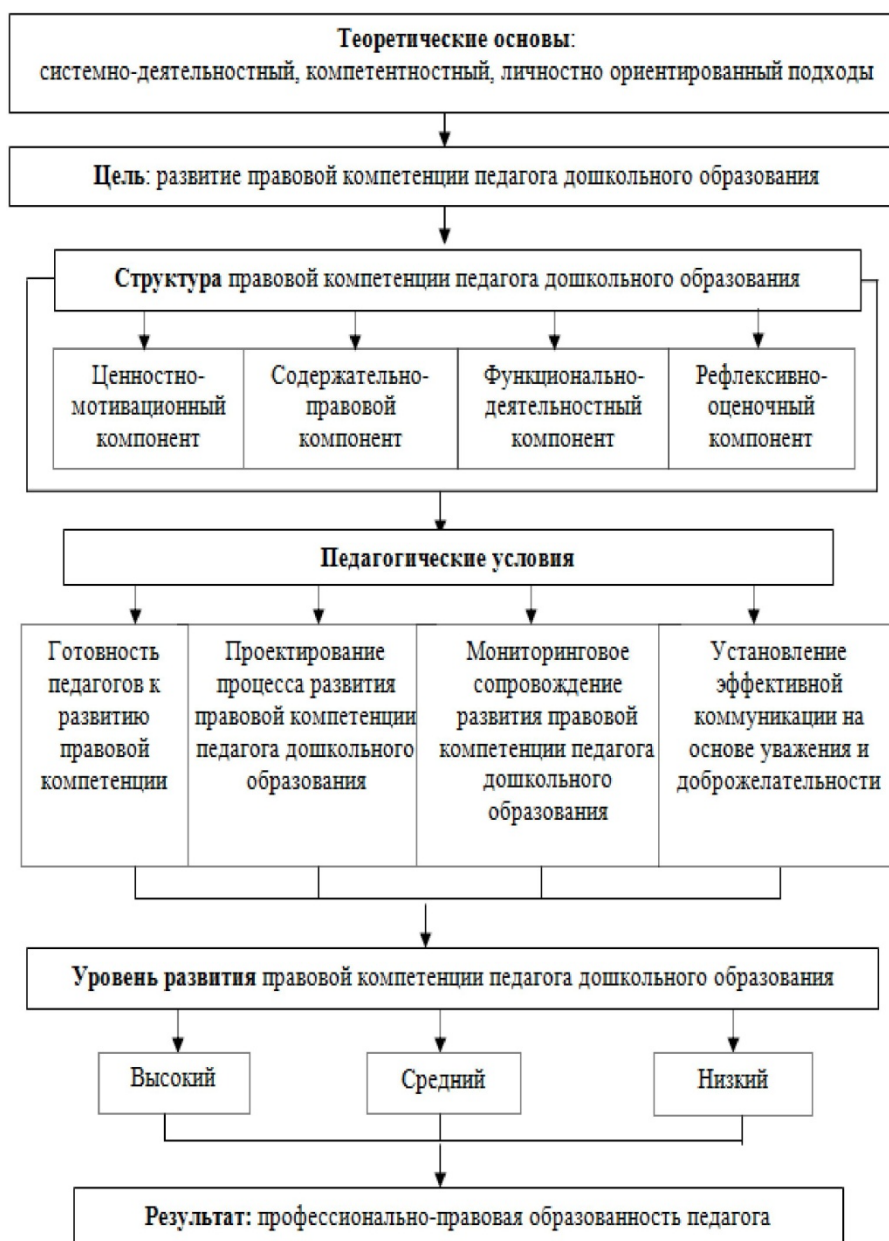 Теоретические основы:
системно-деятельностный, компетентностный, личностно ориентированный подходы
Цель: развитие правовой компетенции педагога дошкольного образования
Структура правовой компетенции педагога дошкольного образования
Ценностно-
мотивационный
компонент
Содержательно-
правовой
компонент
Функционально-
деятельностный
компонент
Рефлексивно-
оценочный
компонент
Педагогические условия
Готовность
педагогов к
развитию
правовой
компетенции
Проектирование
процесса развития
правовой компетенции
педагога дошкольного
образования
Мониторинговое
сопровождение
развития правовой
компетенции педагога
дошкольного
образования
Установление
эффективной
коммуникации на
основе уважения и
доброжелательности
Уровень развития правовой компетенции педагога дошкольного образования
Высокий
Средний
Низкий
Результат: профессионально-правовая образованность педагога